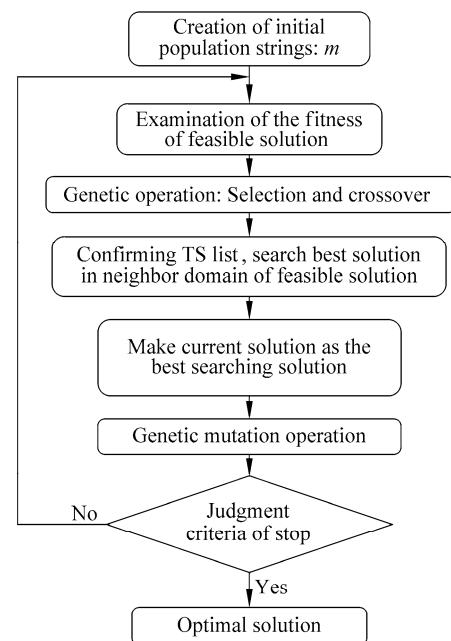 Creation of initial
population strings: m
Examination of the fitness
of feasible solution
Genetic operation: Selection and crossover
Confirming TS list, search best solution
in neighbor domain of feasible solution
Make current solution as the
best searching solution
Genetic mutation operation
No
Judgment
criteria of stop
Yes
Optimal solution